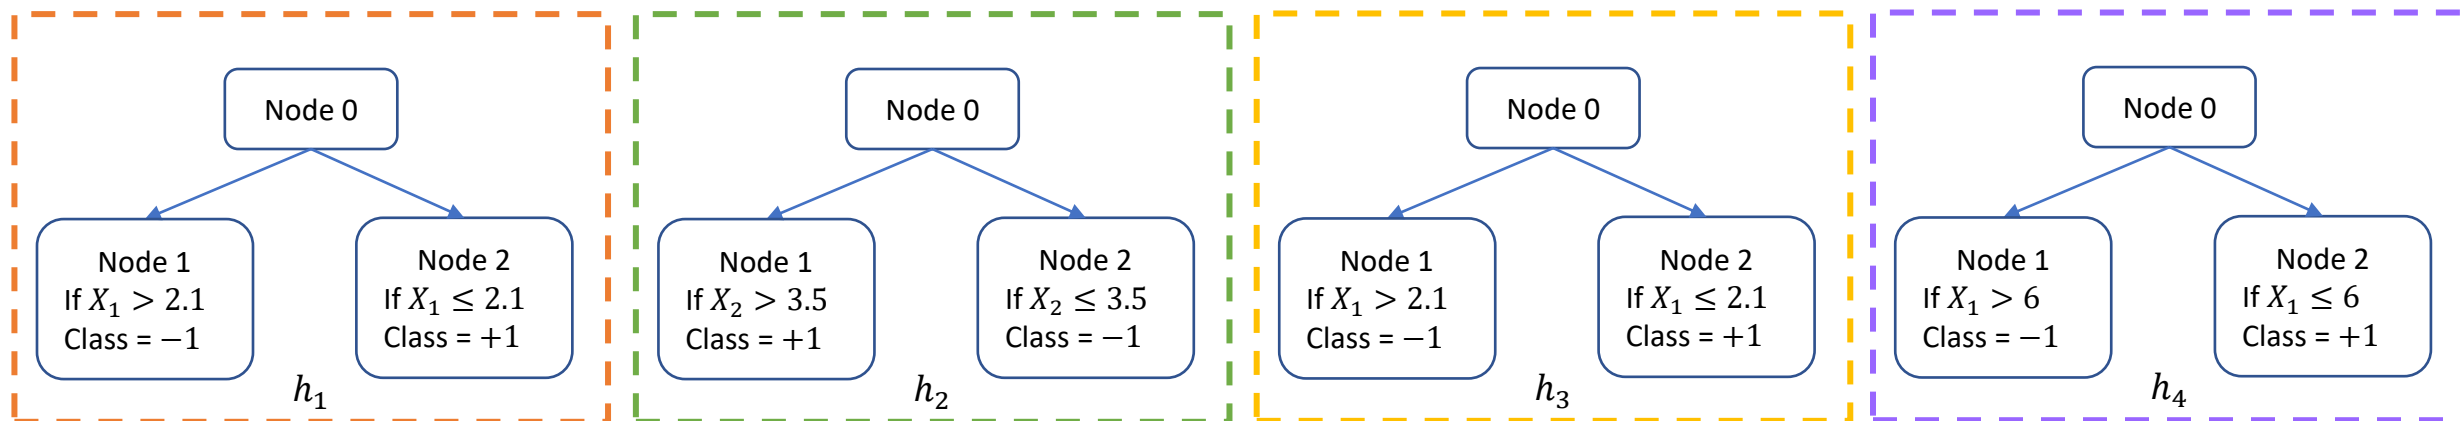 Node 0
Node 1
If X₁ > 2.1
Class = −1
Node 2
If X₁ ≤ 2.1
Class = +1
h₁
Node 0
Node 1
If X₂ > 3.5
Class = +1
Node 2
If X₂ ≤ 3.5
Class = −1
h₂
Node 0
Node 1
If X₁ > 2.1
Class = −1
Node 2
If X₁ ≤ 2.1
Class = +1
h₃
Node 0
Node 1
If X₁ > 6
Class = −1
Node 2
If X₁ ≤ 6
Class = +1
h₄